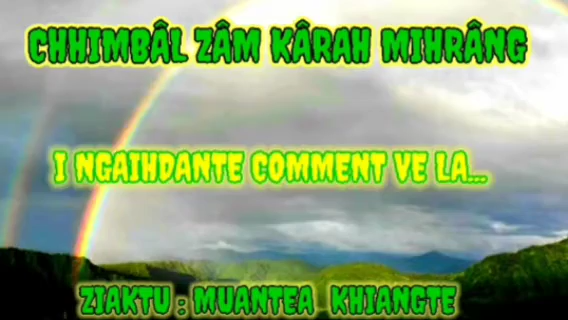 CHHIMBÂL ZÂM KÂRAH MIHRÂNG
I NGAIHDANTE COMMENT VE LA...
ZIAKTU : MUANTEA KHIANGTE